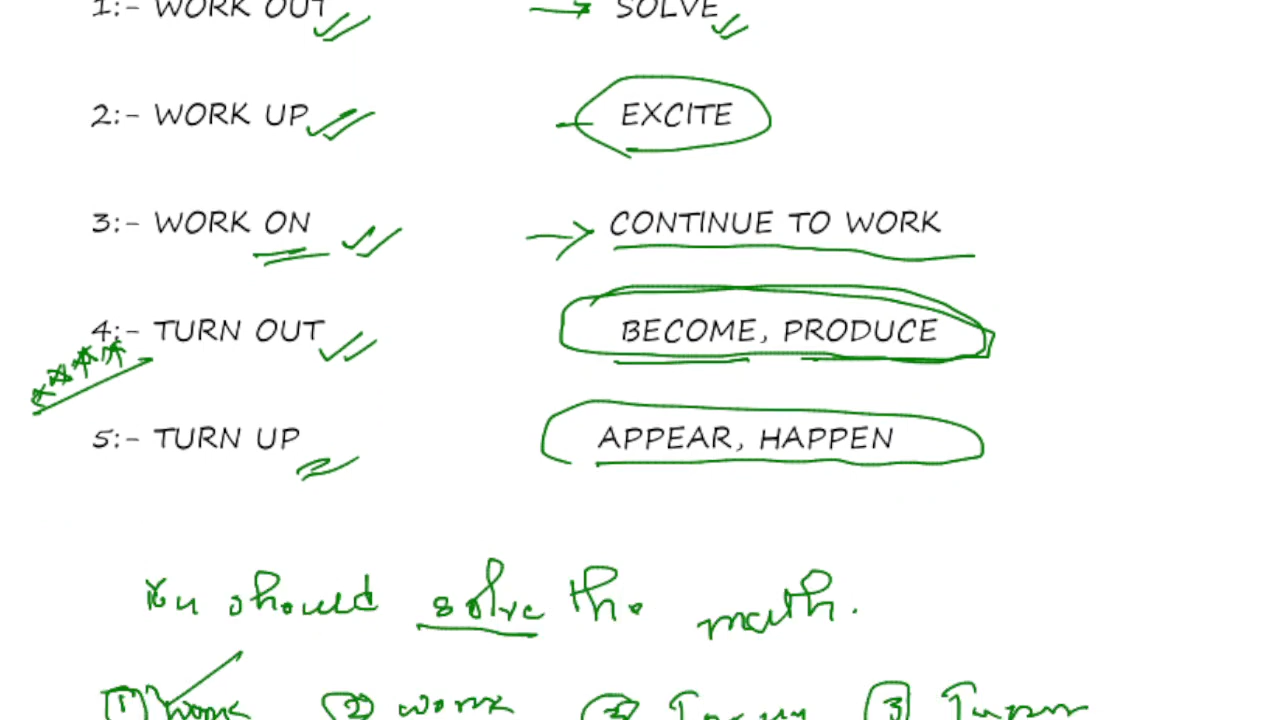 1:- WORK OUT SOLVE
2:- WORK UP EXCITE
3:- WORK ON CONTINUE TO WORK
4:- TURN OUT BECOME, PRODUCE
5:- TURN UP APPEAR, HAPPEN
You should solve the math.
① work ② work